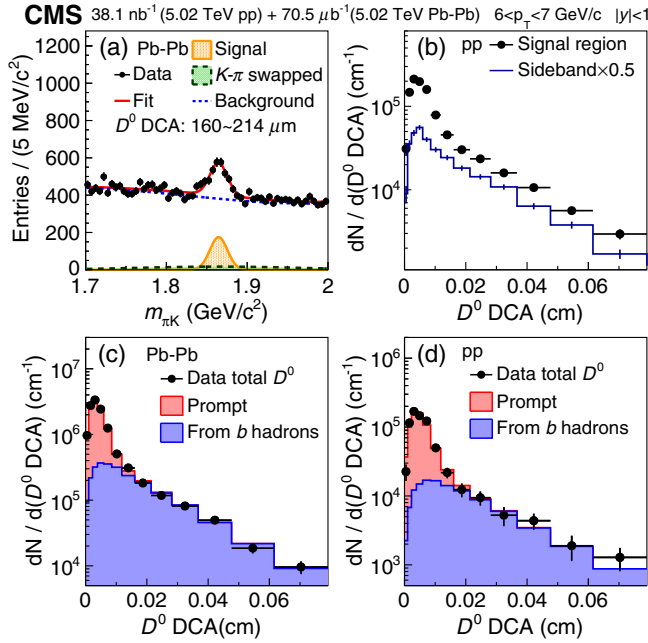 CMS 38.1 nb⁻¹(5.02 TeV pp) + 70.5 μb⁻¹(5.02 TeV Pb-Pb) 6<p_T<7 GeV/c |y|<1
(a) Pb-Pb Signal
Data K-π swapped
Fit Background
D⁰ DCA: 160~214 μm
Entries / (5 MeV/c²)
1200
1000
800
600
400
200
0
1.7 1.8 1.9 2
m_πK (GeV/c²)
(b) pp Signal region
Sideband×0.5
dN / d(D⁰ DCA) (cm⁻¹)
10⁵
10⁴
0 0.02 0.04 0.06
D⁰ DCA (cm)
(c) Pb-Pb
Data total D⁰
Prompt
From b hadrons
dN / d(D⁰ DCA) (cm⁻¹)
10⁷
10⁶
10⁵
10⁴
0 0.02 0.04 0.06
D⁰ DCA(cm)
(d) pp
Data total D⁰
Prompt
From b hadrons
dN / d(D⁰ DCA) (cm⁻¹)
10⁶
10⁵
10⁴
10³
0 0.02 0.04 0.06
D⁰ DCA (cm)